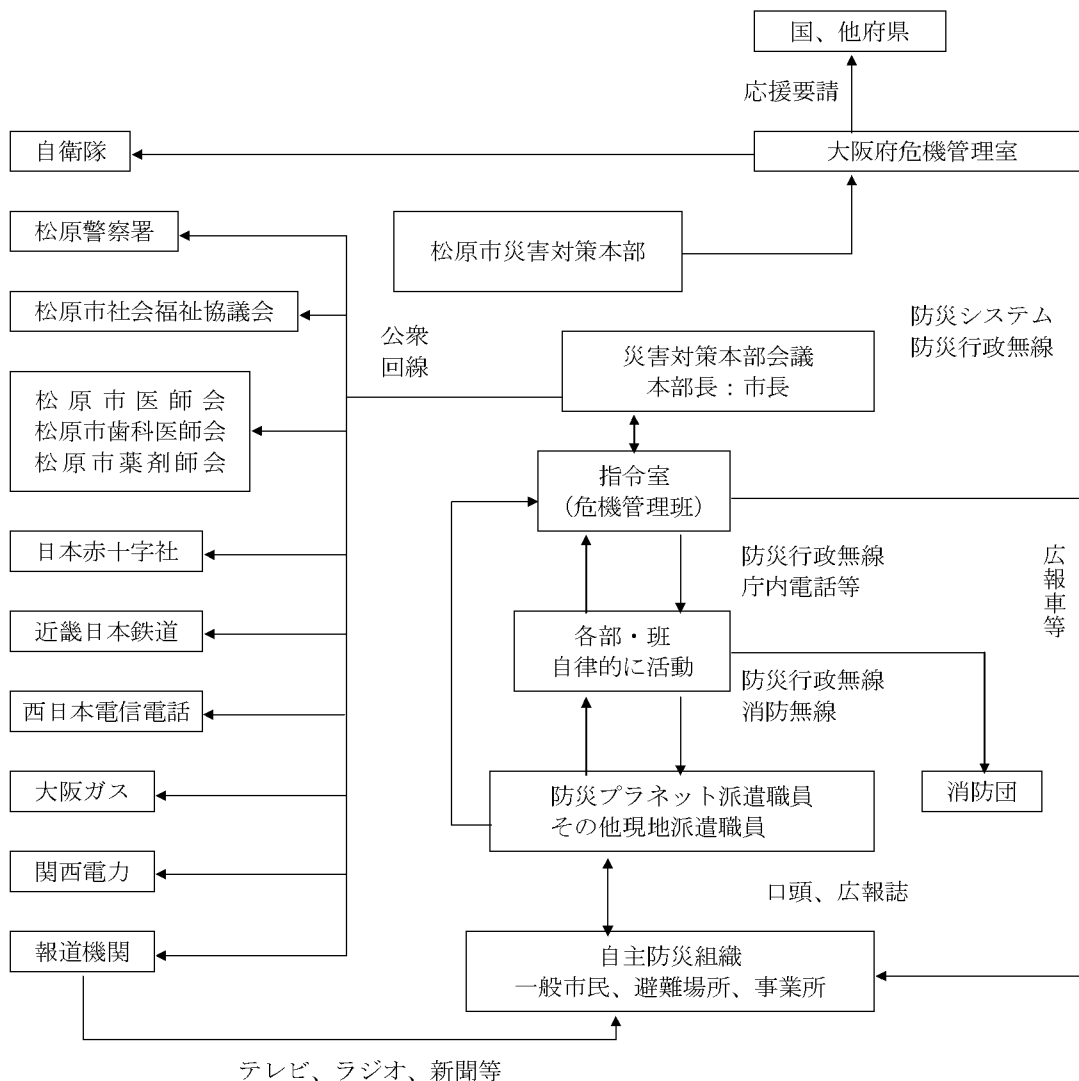 国、他府県
応援要請
自衛隊
大阪府危機管理室
松原警察署
松原市災害対策本部
松原市社会福祉協議会
公衆
回線
災害対策本部会議
本部長：市長
防災システム
防災行政無線
松原市医師会
松原市歯科医師会
松原市薬剤師会
指令室
（危機管理班）
日本赤十字社
防災行政無線
庁内電話等
広報車等
近畿日本鉄道
各部・班
自律的に活動
防災行政無線
消防無線
西日本電信電話
大阪ガス
防災プラネット派遣職員
その他現地派遣職員
消防団
関西電力
口頭、広報誌
報道機関
自主防災組織
一般市民、避難場所、事業所
テレビ、ラジオ、新聞等